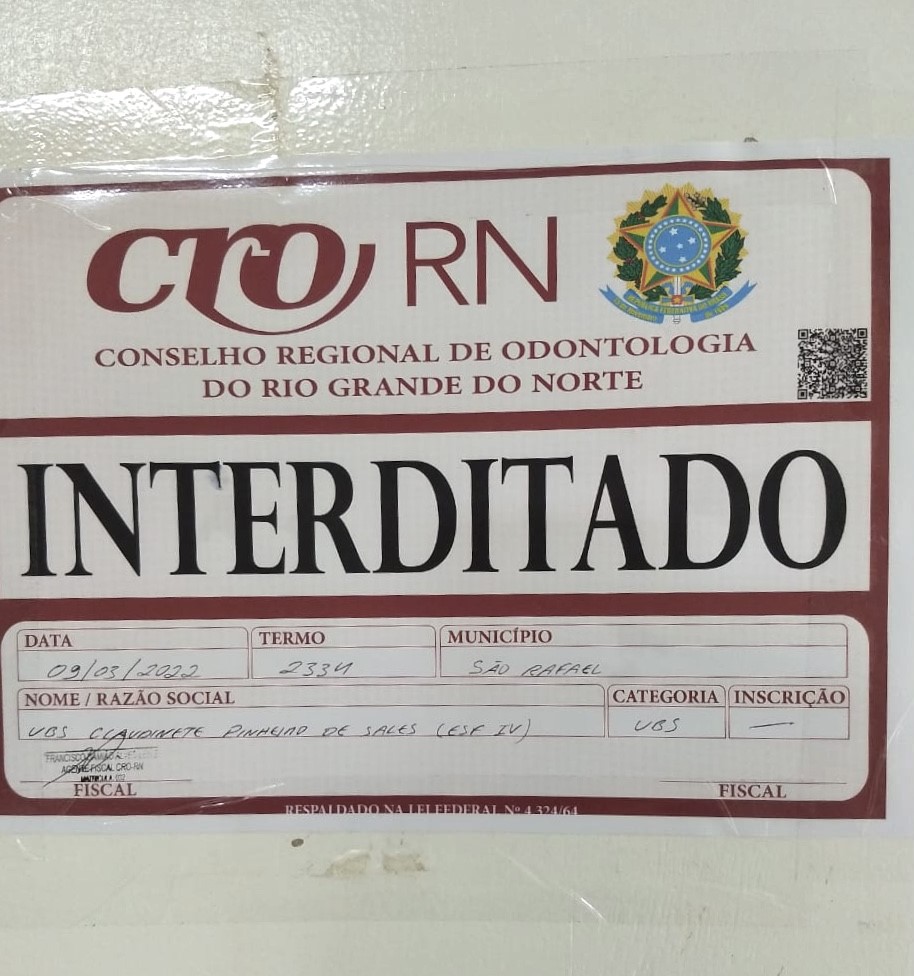 cro RN
CONSELHO REGIONAL DE ODONTOLOGIA
DO RIO GRANDE DO NORTE
INTERDITADO
DATA TERMO MUNICÍPIO
09/03/2022 2334 SÃO RAFAEL
NOME / RAZÃO SOCIAL CATEGORIA INSCRIÇÃO
UBS CLAUDINETE PINHEIRO DE SALES (ESF IV) UBS —
FRANCISCO
AGENTE FISCAL CRO-RN
FISCAL FISCAL
RESPALDADO NA LEI FEDERAL Nº 4.324/64